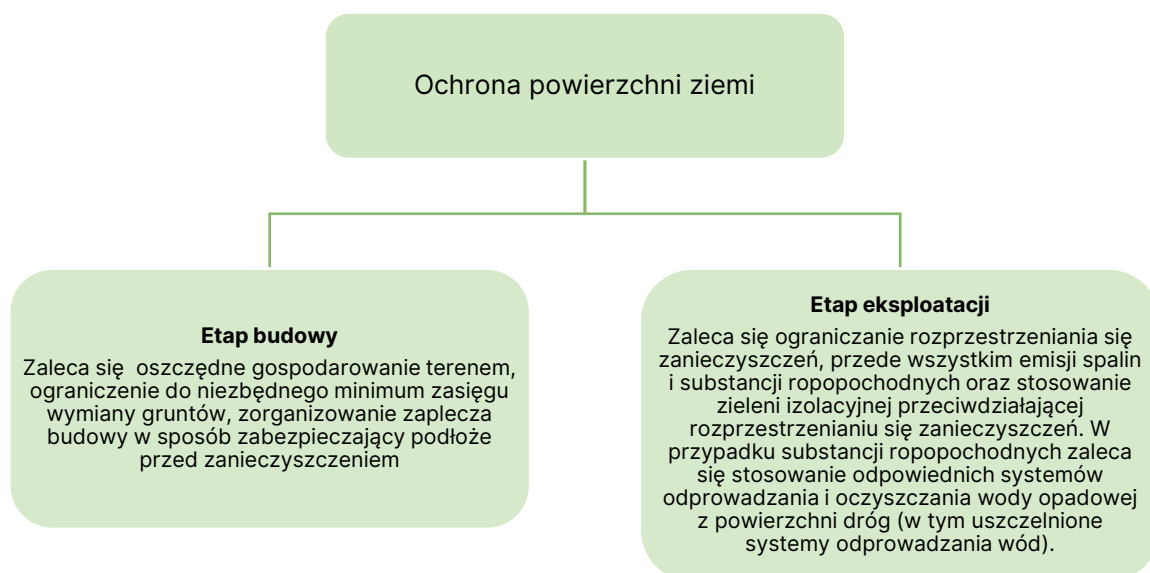 Ochrona powierzchni ziemi
Etap budowy
Zaleca się  oszczędne gospodarowanie terenem,
ograniczenie do niezbędnego minimum zasięgu
wymiany gruntów, zorganizowanie zaplecza
budowy w sposób zabezpieczający podłoże
przed zanieczyszczeniem
Etap eksploatacji
Zaleca się ograniczanie rozprzestrzeniania się
zanieczyszczeń, przede wszystkim emisji spalin
i substancji ropopochodnych oraz stosowanie
zieleni izolacyjnej przeciwdziałającej
rozprzestrzenianiu się zanieczyszczeń. W
przypadku substancji ropopochodnych zaleca
się stosowanie odpowiednich systemów
odprowadzania i oczyszczania wody opadowej
z powierzchni dróg (w tym uszczelnione
systemy odprowadzania wód).